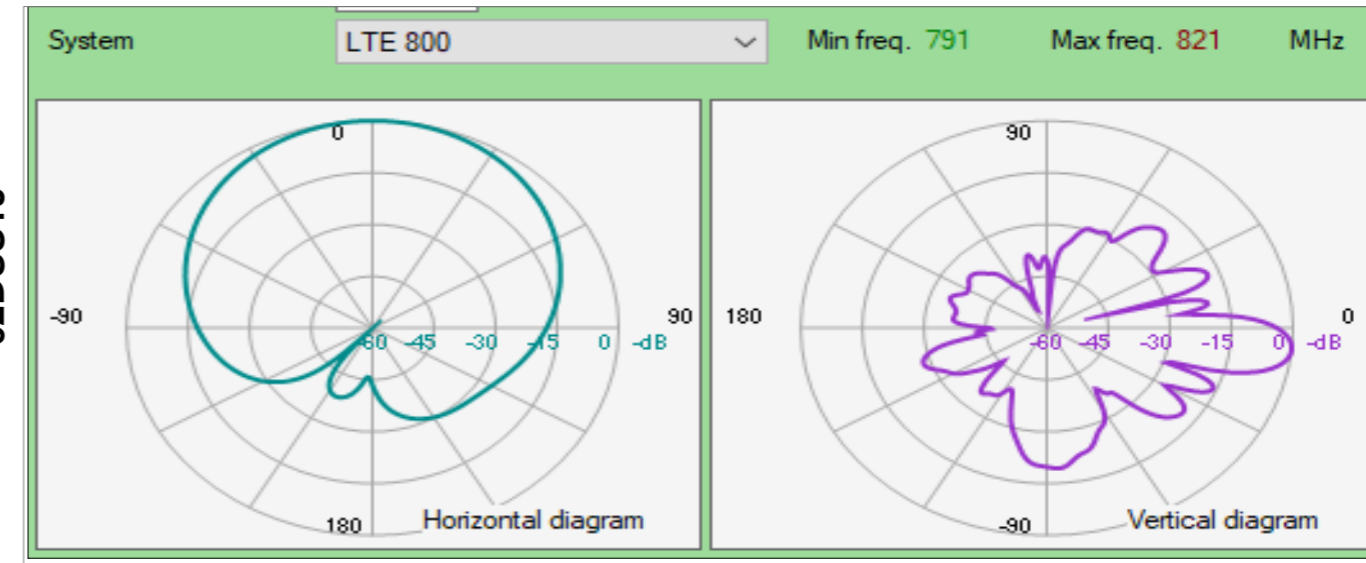 System
LTE 800
Min freq. 791
Max freq. 821
MHz
0
-90
90
-60 -45 -30 -15 0 -dB
180
Horizontal diagram
90
180
0
-60 -45 -30 -15 0 -dB
-90
Vertical diagram